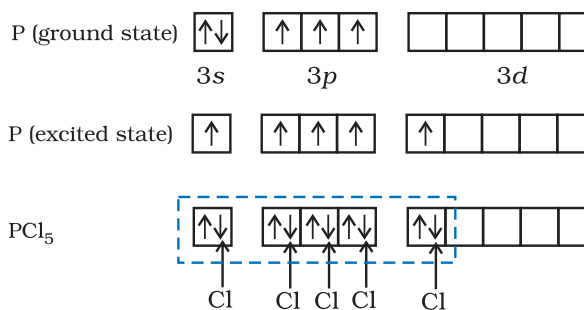 P (ground state)
3s 3p 3d
P (excited state)
PCl₅
Cl Cl Cl Cl Cl